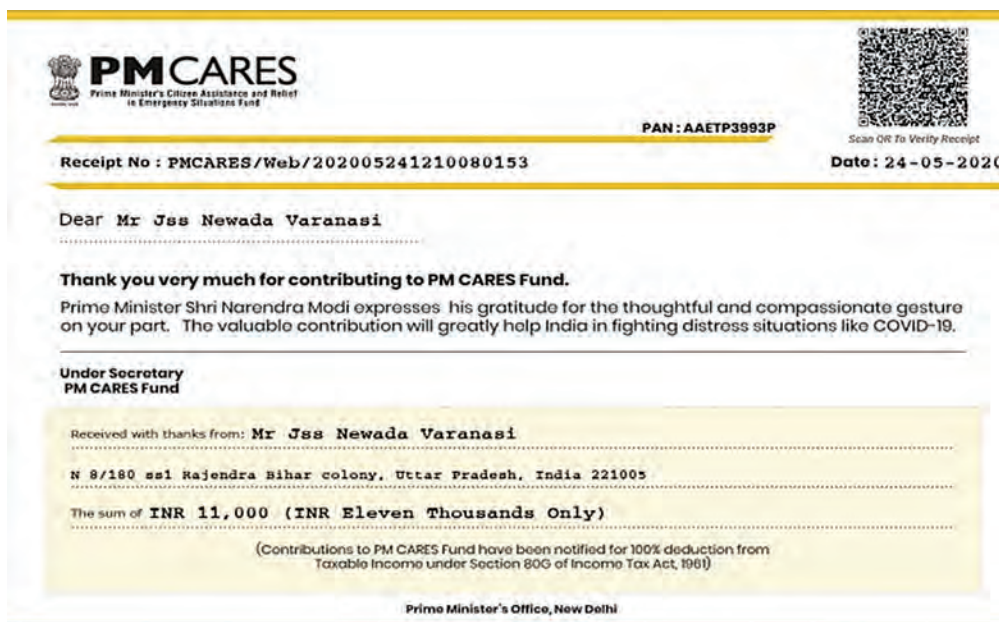 PM CARES
Prime Minister's Citizen Assistance and Relief
in Emergency Situations Fund
PAN : AAETP3993P
Scan QR To Verify Receipt
Receipt No : PMCARES/Web/202005241210080153
Date : 24-05-2020
Dear Mr Jss Newada Varanasi
Thank you very much for contributing to PM CARES Fund.
Prime Minister Shri Narendra Modi expresses his gratitude for the thoughtful and compassionate gesture
on your part. The valuable contribution will greatly help India in fighting distress situations like COVID-19.
Under Secretary
PM CARES Fund
Received with thanks from: Mr Jss Newada Varanasi
N 8/180 ss1 Rajendra Bihar colony, Uttar Pradesh, India 221005
The sum of INR 11,000 (INR Eleven Thousands Only)
(Contributions to PM CARES Fund have been notified for 100% deduction from
Taxable Income under Section 80G of Income Tax Act, 1961)
Prime Minister's Office, New Delhi